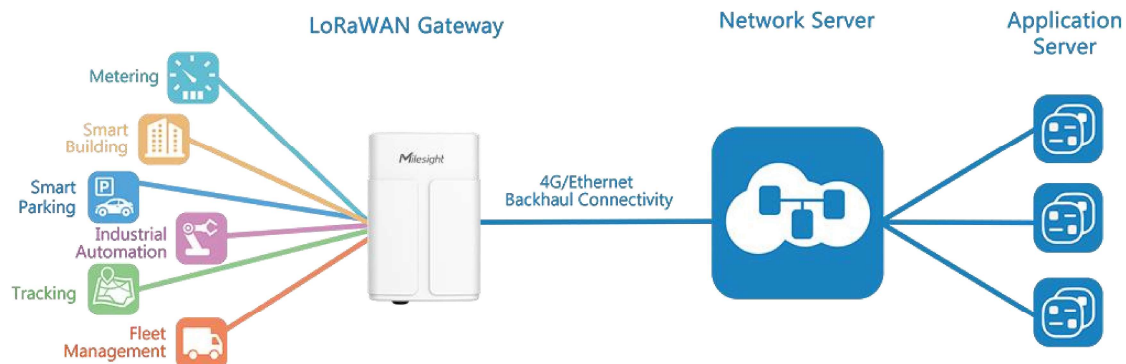 LoRaWAN Gateway
Network Server
Application
Server
Metering
Smart
Building
Smart
Parking
P
Industrial
Automation
Tracking
Fleet
Management
Milesight
4G/Ethernet
Backhaul Connectivity